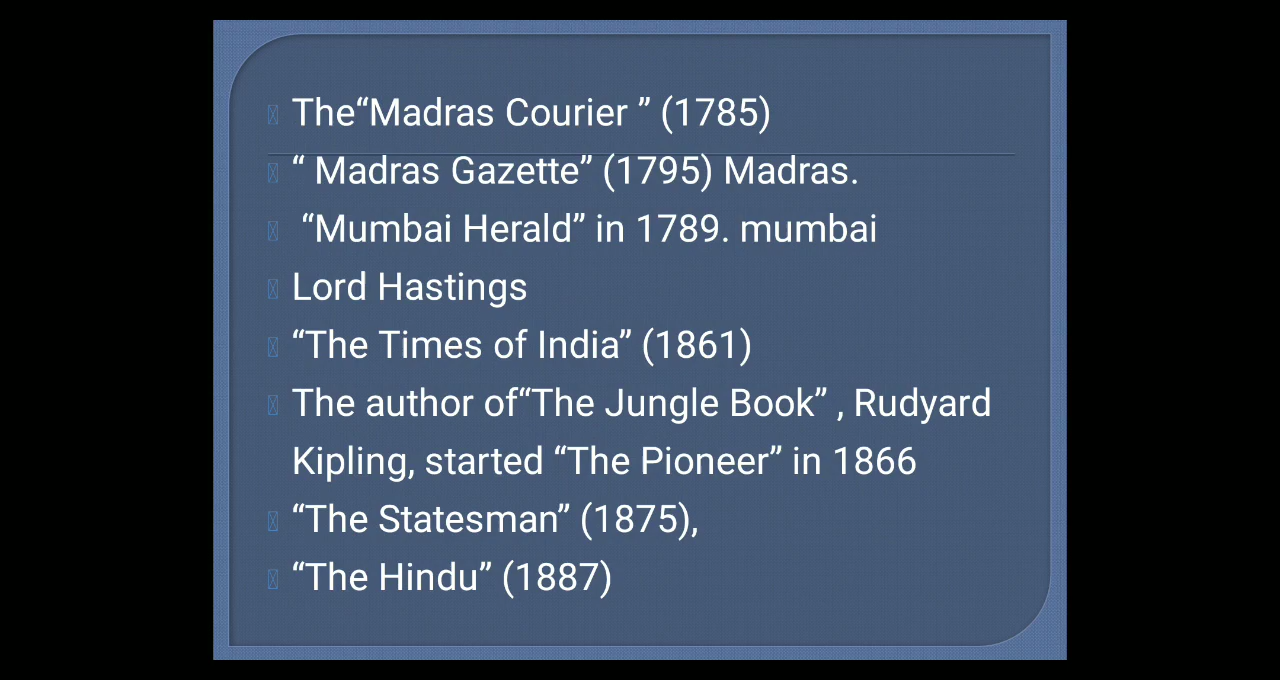 The“Madras Courier ” (1785)
“ Madras Gazette” (1795) Madras.
“Mumbai Herald” in 1789. mumbai
Lord Hastings
“The Times of India” (1861)
The author of“The Jungle Book” , Rudyard
Kipling, started “The Pioneer” in 1866
“The Statesman” (1875),
“The Hindu” (1887)